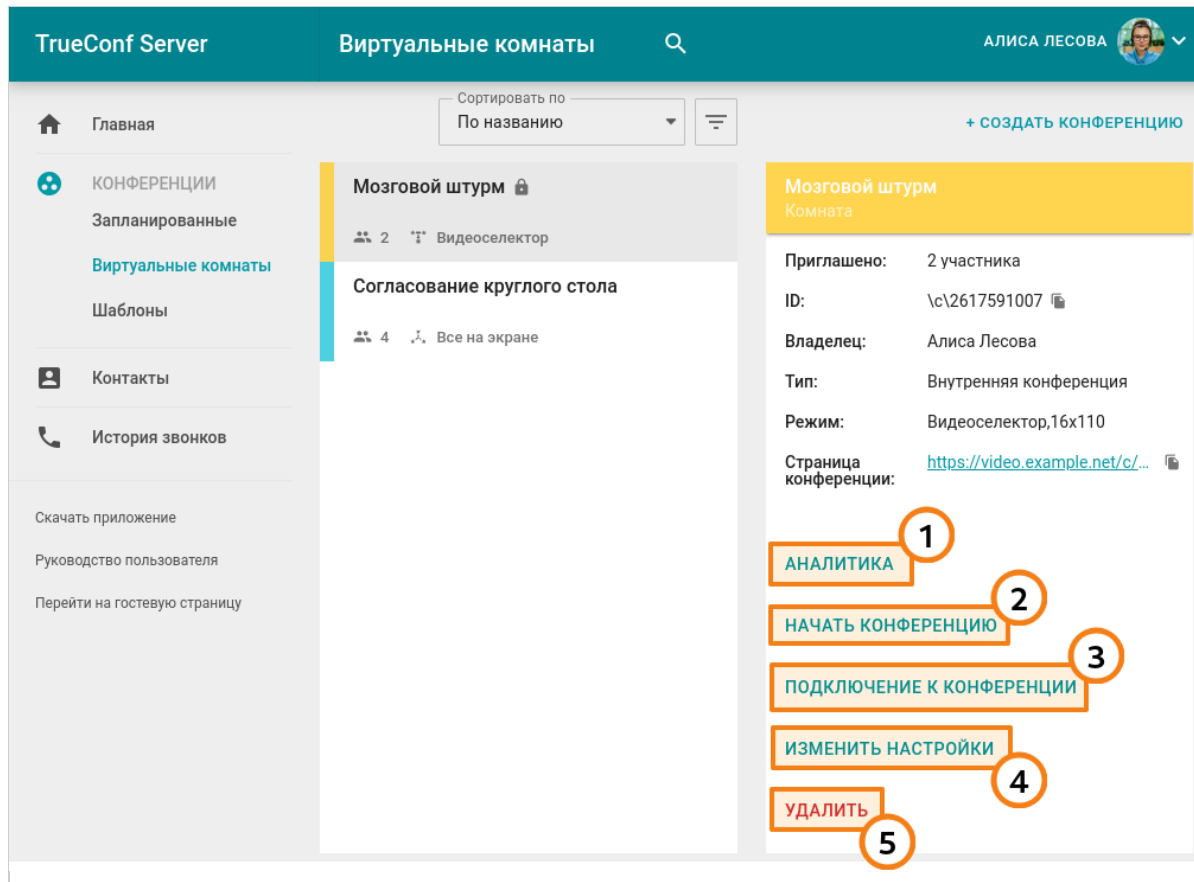 TrueConf Server
Виртуальные комнаты
АЛИСА ЛЕСОВА
Главная
КОНФЕРЕНЦИИ
Запланированные
Виртуальные комнаты
Шаблоны
Контакты
История звонков
Скачать приложение
Руководство пользователя
Перейти на гостевую страницу
Сортировать по
По названию
+ СОЗДАТЬ КОНФЕРЕНЦИЮ
Мозговой штурм
2 Видеоселектор
Согласование круглого стола
4 Все на экране
Мозговой штурм
Комната
Приглашено: 2 участника
ID: \c\2617591007
Владелец: Алиса Лесова
Тип: Внутренняя конференция
Режим: Видеоселектор,16x110
Страница
конференции: https://video.example.net/c/...
1
АНАЛИТИКА
2
НАЧАТЬ КОНФЕРЕНЦИЮ
3
ПОДКЛЮЧЕНИЕ К КОНФЕРЕНЦИИ
ИЗМЕНИТЬ НАСТРОЙКИ
4
УДАЛИТЬ
5